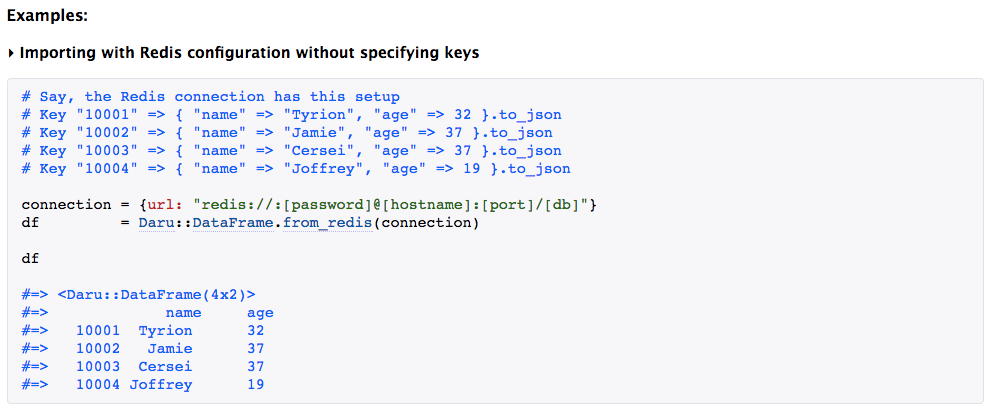 Examples:
▸ Importing with Redis configuration without specifying keys
# Say, the Redis connection has this setup
# Key "10001" => { "name" => "Tyrion", "age" => 32 }.to_json
# Key "10002" => { "name" => "Jamie", "age" => 37 }.to_json
# Key "10003" => { "name" => "Cersei", "age" => 37 }.to_json
# Key "10004" => { "name" => "Joffrey", "age" => 19 }.to_json
connection = {url: "redis://:[password]@[hostname]:[port]/[db]"}
df         = Daru::DataFrame.from_redis(connection)
df
#=> <Daru::DataFrame(4x2)>
#=>             name     age
#=>   10001  Tyrion      32
#=>   10002   Jamie      37
#=>   10003  Cersei      37
#=>   10004 Joffrey      19